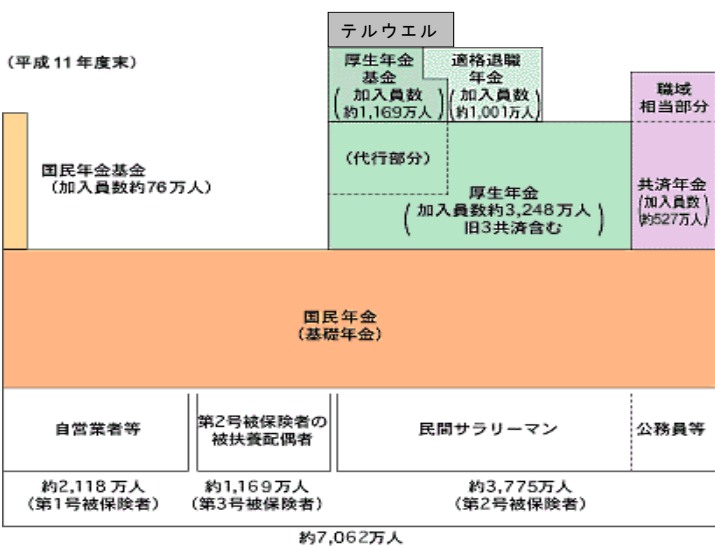 テルウエル
(平成11年度末)
厚生年金
基金
(加入員数
約1,169万人)
適格退職
年金
(加入員数
約1,001万人)
職域
相当部分
国民年金基金
(加入員数約76万人)
(代行部分)
厚生年金
(加入員数約3,248万人
旧3共済含む)
共済年金
(加入員数
約527万人)
国民年金
(基礎年金)
自営業者等
第2号被保険者の
被扶養配偶者
民間サラリーマン
公務員等
約2,118万人
(第1号被保険者)
約1,169万人
(第3号被保険者)
約3,775万人
(第2号被保険者)
約7,062万人